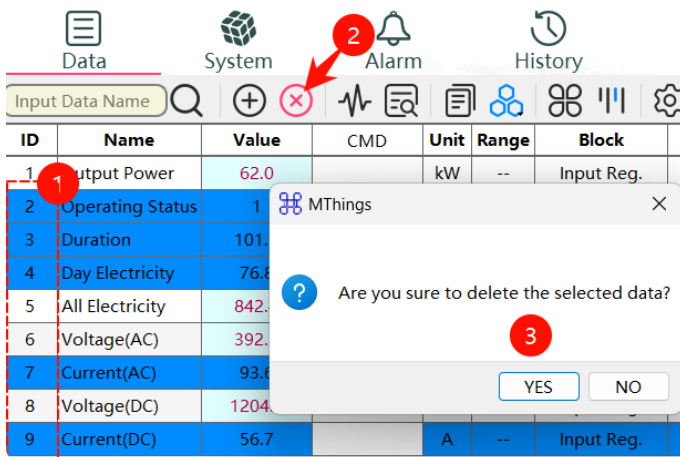 Data System Alarm History
2
Input Data Name
ID Name Value CMD Unit Range Block
1 utput Power 62.0 kW -- Input Reg.
1
2 Operating Status 1
MThings
3 Duration 101.
4 Day Electricity 76.8
Are you sure to delete the selected data?
5 All Electricity 842.
6 Voltage(AC) 392.
3
7 Current(AC) 93.6
YES NO
8 Voltage(DC) 1204.
9 Current(DC) 56.7 A -- Input Reg.